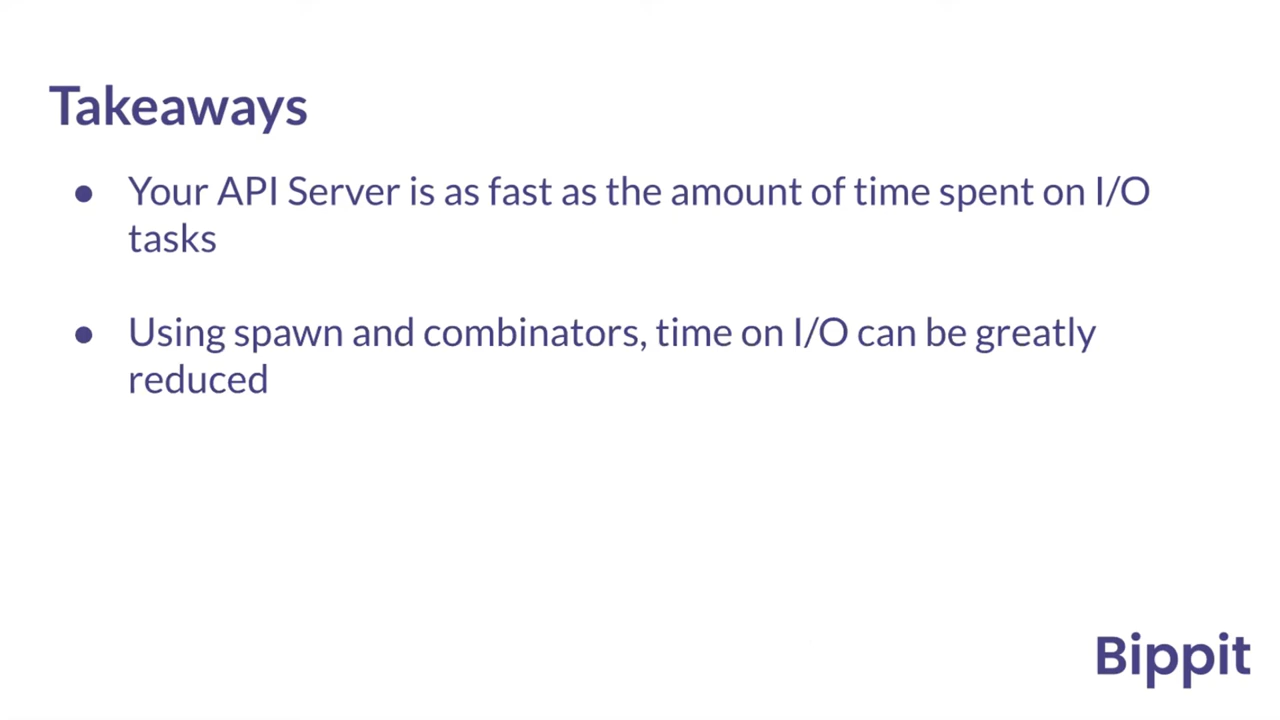 Takeaways
● Your API Server is as fast as the amount of time spent on I/O
tasks
● Using spawn and combinators, time on I/O can be greatly
reduced
Bippit